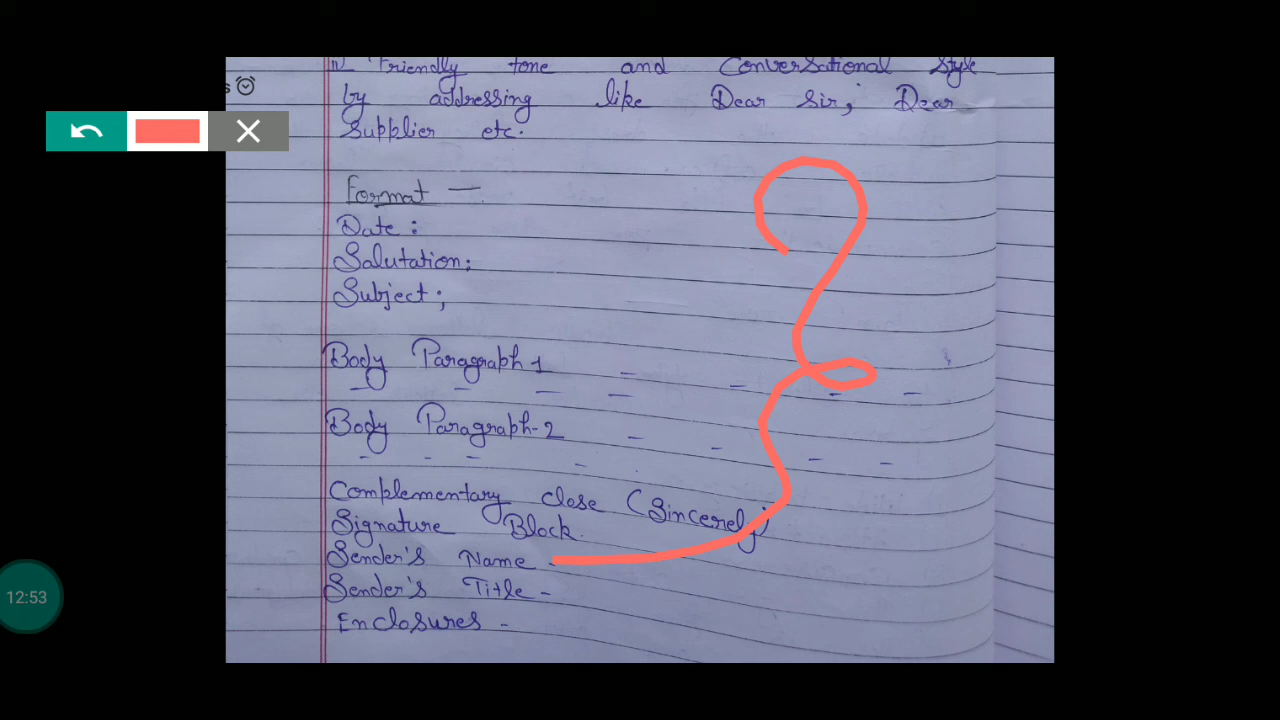 n) Friendly tone and Conversational Style
by addressing like Dear Sir, Dear
Supplier etc.
Format —
Date :
Salutation;
Subject ;
Body Paragraph-1
Body Paragraph-2
Complementary close (Sincerely)
Signature Block.
Sender's Name -
Sender's Title -
Enclosures -
12:53